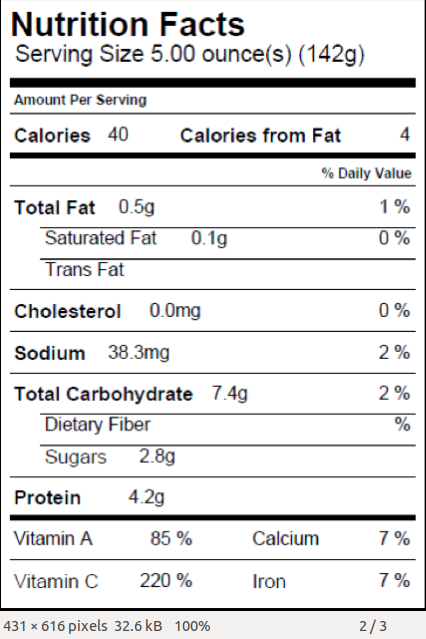 Nutrition Facts
Serving Size 5.00 ounce(s) (142g)
Amount Per Serving
Calories 40 Calories from Fat 4
% Daily Value
Total Fat 0.5g 1 %
Saturated Fat 0.1g 0 %
Trans Fat
Cholesterol 0.0mg 0 %
Sodium 38.3mg 2 %
Total Carbohydrate 7.4g 2 %
Dietary Fiber %
Sugars 2.8g
Protein 4.2g
Vitamin A 85 % Calcium 7 %
Vitamin C 220 % Iron 7 %
431 × 616 pixels 32.6 kB 100% 2 / 3